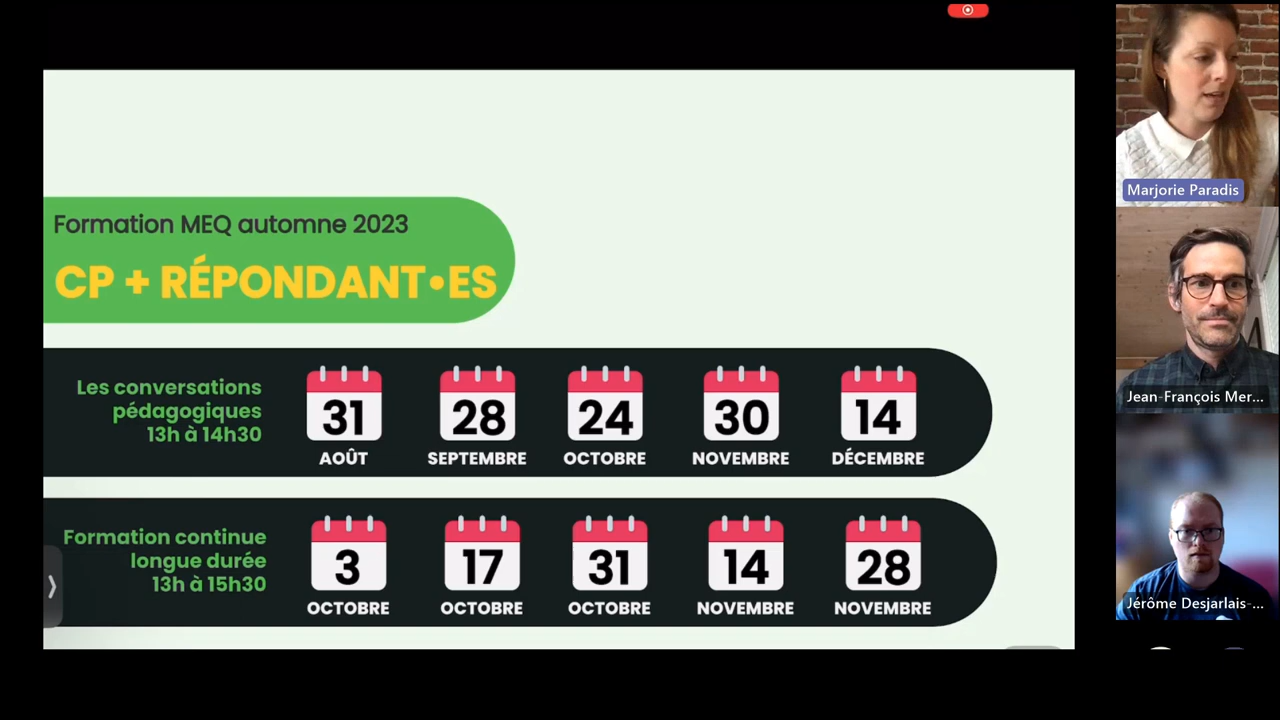 Formation MEQ automne 2023
CP + RÉPONDANT•ES
Les conversations
pédagogiques
13h à 14h30
31
AOÛT
28
SEPTEMBRE
24
OCTOBRE
30
NOVEMBRE
14
DÉCEMBRE
Formation continue
longue durée
13h à 15h30
3
OCTOBRE
17
OCTOBRE
31
OCTOBRE
14
NOVEMBRE
28
NOVEMBRE
Marjorie Paradis
Jean-François Mer...
Jérôme Desjarlais-...